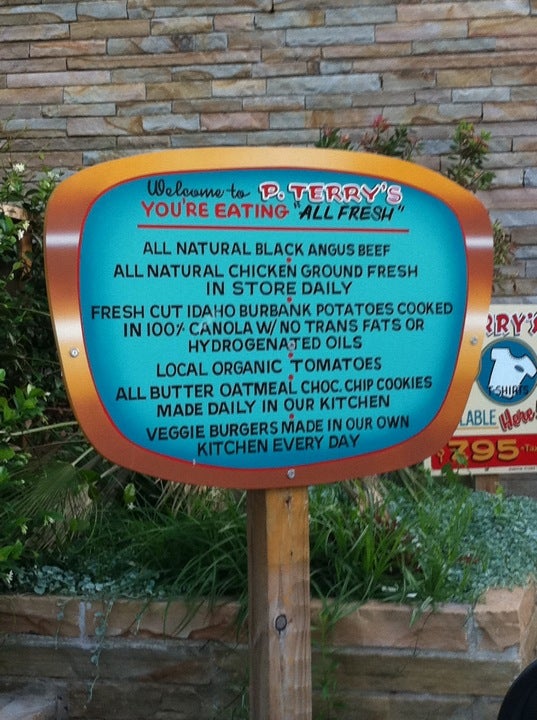 Welcome to P. TERRY'S
YOU'RE EATING "ALL FRESH"
ALL NATURAL BLACK ANGUS BEEF
ALL NATURAL CHICKEN GROUND FRESH
IN STORE DAILY
FRESH CUT IDAHO BURBANK POTATOES COOKED
IN 100% CANOLA W/ NO TRANS FATS OR
HYDROGENATED OILS
LOCAL ORGANIC TOMATOES
ALL BUTTER OATMEAL CHOC. CHIP COOKIES
MADE DAILY IN OUR KITCHEN
VEGGIE BURGERS MADE IN OUR OWN
KITCHEN EVERY DAY
RRY'
T-SHIRTS
LABLE Here
795